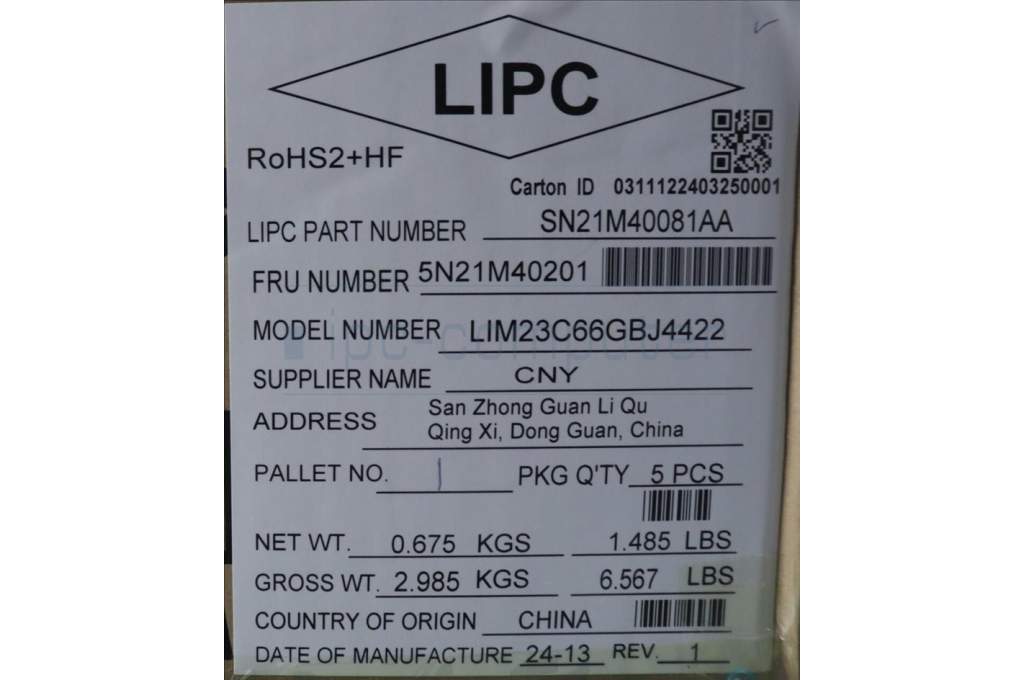 LIPC
RoHS2+HF
Carton ID 0311122403250001
LIPC PART NUMBER SN21M40081AA
FRU NUMBER 5N21M40201
MODEL NUMBER LIM23C66GBJ4422
ipc-computer
SUPPLIER NAME CNY
ADDRESS San Zhong Guan Li Qu
Qing Xi, Dong Guan, China
PALLET NO. 1 PKG Q'TY 5 PCS
NET WT. 0.675 KGS 1.485 LBS
GROSS WT. 2.985 KGS 6.567 LBS
COUNTRY OF ORIGIN CHINA
DATE OF MANUFACTURE 24-13 REV. 1